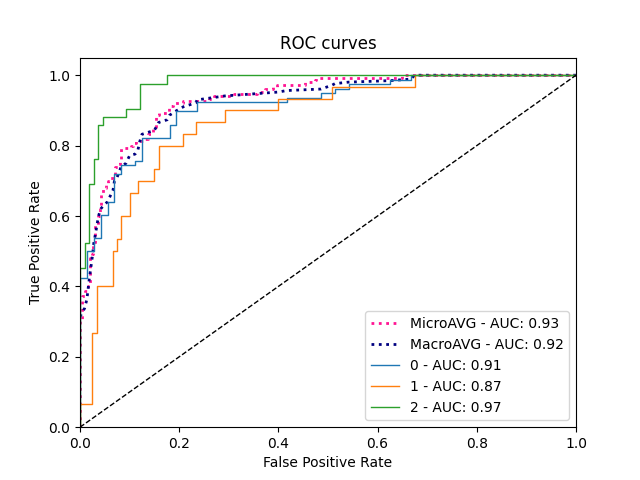 ROC curves
True Positive Rate
1.0
0.8
0.6
0.4
0.2
0.0
0.0 0.2 0.4 0.6 0.8 1.0
False Positive Rate
MicroAVG - AUC: 0.93
MacroAVG - AUC: 0.92
0 - AUC: 0.91
1 - AUC: 0.87
2 - AUC: 0.97